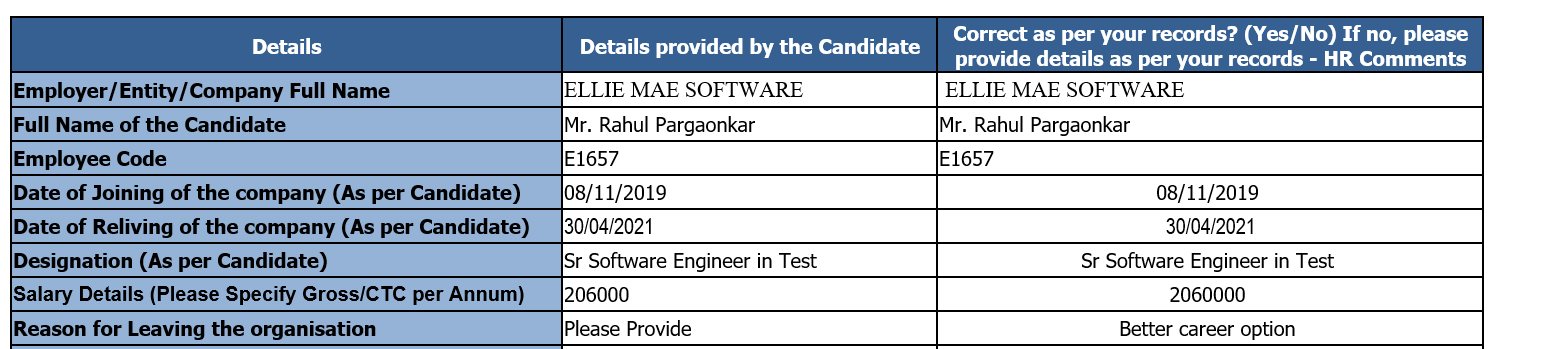 Details Details provided by the Candidate Correct as per your records? (Yes/No) If no, please provide details as per your records - HR Comments
Employer/Entity/Company Full Name ELLIE MAE SOFTWARE ELLIE MAE SOFTWARE
Full Name of the Candidate Mr. Rahul Pargaonkar Mr. Rahul Pargaonkar
Employee Code E1657 E1657
Date of Joining of the company (As per Candidate) 08/11/2019 08/11/2019
Date of Reliving of the company (As per Candidate) 30/04/2021 30/04/2021
Designation (As per Candidate) Sr Software Engineer in Test Sr Software Engineer in Test
Salary Details (Please Specify Gross/CTC per Annum) 206000 2060000
Reason for Leaving the organisation Please Provide Better career option